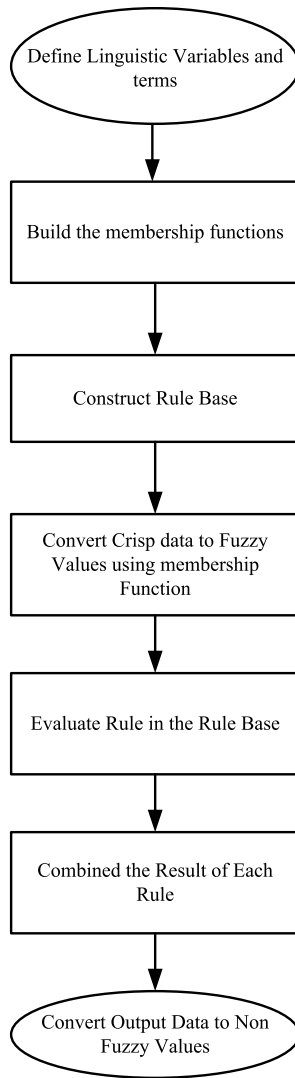 Define Linguistic Variables and
terms
Build the membership functions
Construct Rule Base
Convert Crisp data to Fuzzy
Values using membership
Function
Evaluate Rule in the Rule Base
Combined the Result of Each
Rule
Convert Output Data to Non
Fuzzy Values